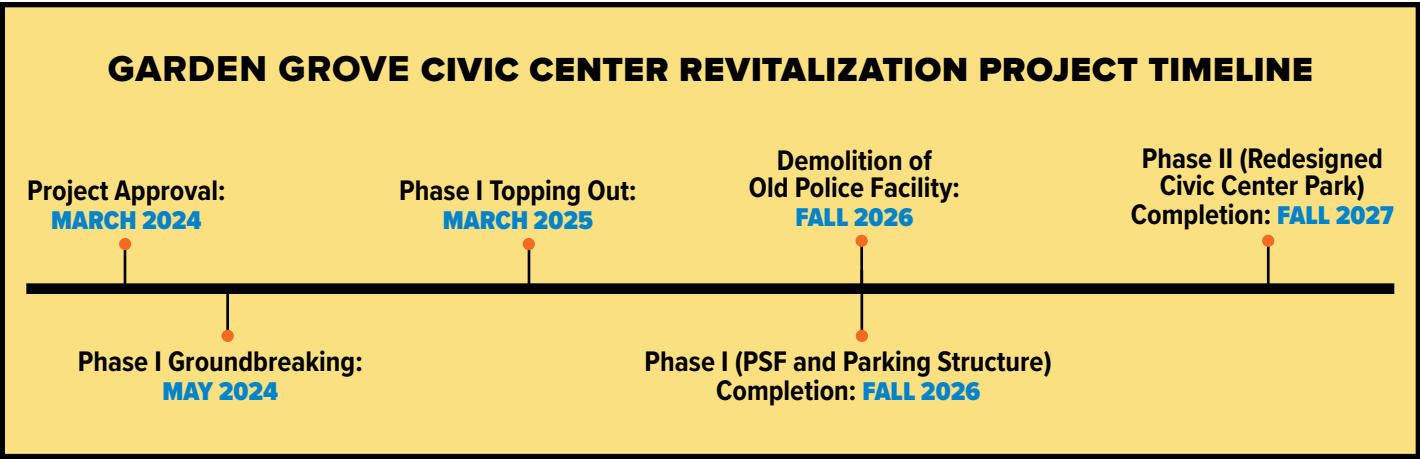 GARDEN GROVE CIVIC CENTER REVITALIZATION PROJECT TIMELINE
Project Approval:
MARCH 2024
Phase I Groundbreaking:
MAY 2024
Phase I Topping Out:
MARCH 2025
Demolition of
Old Police Facility:
FALL 2026
Phase I (PSF and Parking Structure)
Completion: FALL 2026
Phase II (Redesigned
Civic Center Park)
Completion: FALL 2027